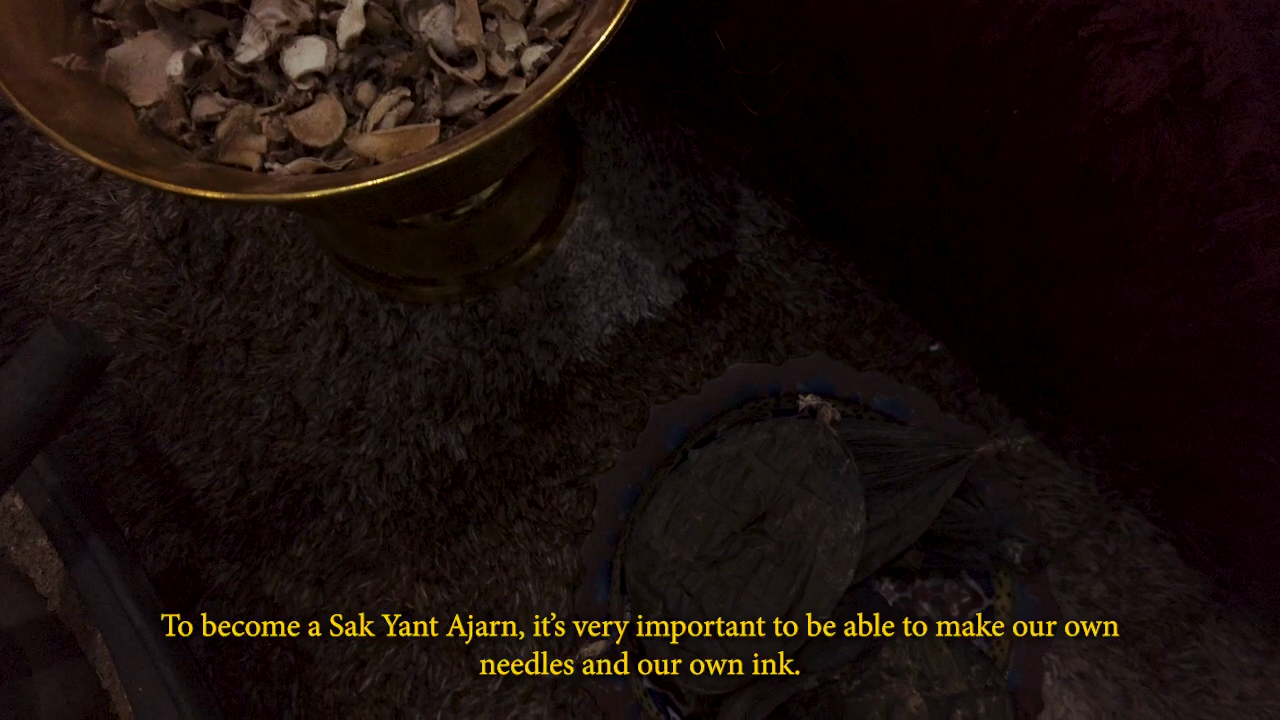 To become a Sak Yant Ajarn, it’s very important to be able to make our own
needles and our own ink.